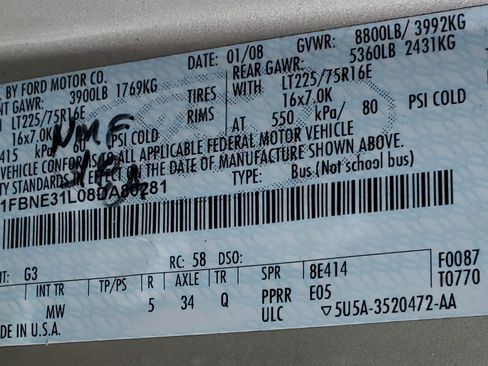 . BY FORD MOTOR CO. DATE: 01/08 GVWR: 8800LB/ 3992KG
NT GAWR: 3900LB 1769KG REAR GAWR: 5360LB 2431KG
LT225/75R16E TIRES WITH LT225/75R16E
16x7.0K RIMS 16x7.0K
415 kPa/ 60 PSI COLD AT 550 kPa/ 80 PSI COLD
VEHICLE CONFORMS TO ALL APPLICABLE FEDERAL MOTOR VEHICLE
TY STANDARDS IN EFFECT ON THE DATE OF MANUFACTURE SHOWN ABOVE.
1FBNE31L08DA80281 TYPE: Bus (Not school bus)
NMF
T: G3 RC: 58 DSO: F0087
INT TR TP/PS R AXLE TR SPR 8E414 T0770
MW 5 34 Q PPRR E05
DE IN U.S.A. ULC ▽5U5A-3520472-AA